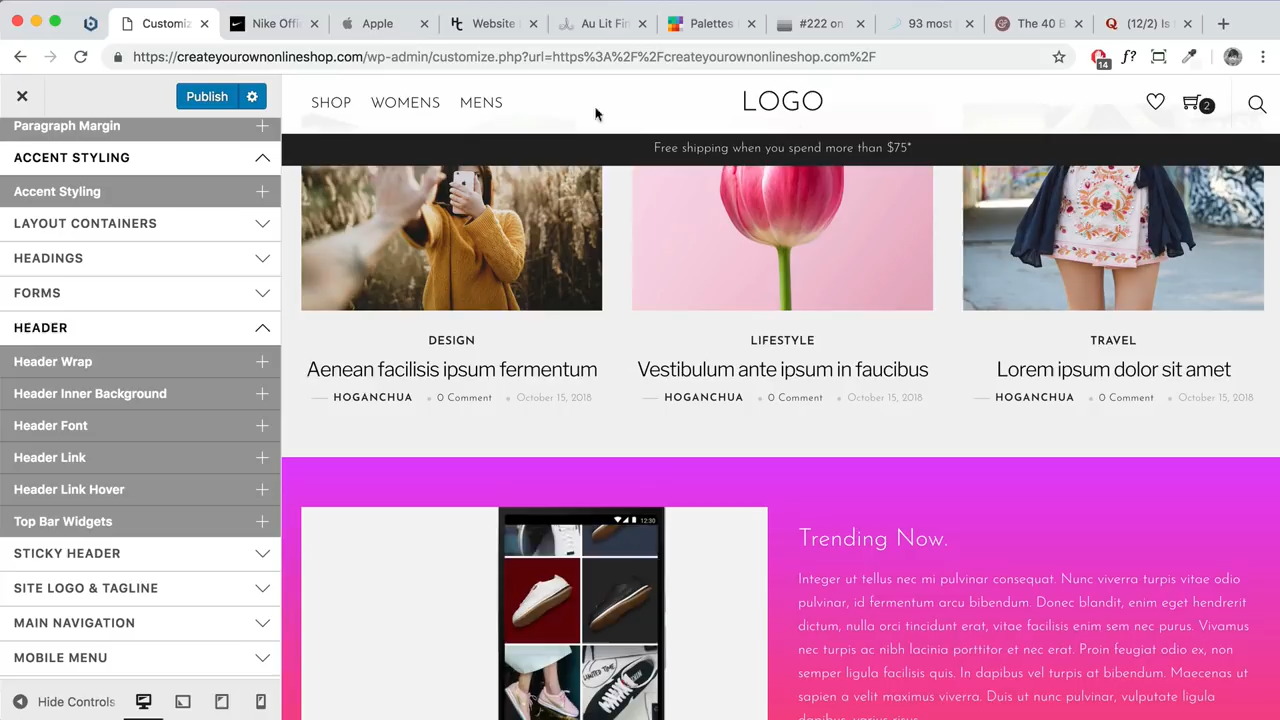 Customiz
Nike Offi
Apple
Website
Au Lit Fin
Palettes
#222 on
93 most
The 40 B
(12/2) Is
https://createyourownonlineshop.com/wp-admin/customize.php?url=https%3A%2F%2Fcreateyourownonlineshop.com%2F
14
f?
Publish
Paragraph Margin
ACCENT STYLING
Accent Styling
LAYOUT CONTAINERS
HEADINGS
FORMS
HEADER
Header Wrap
Header Inner Background
Header Font
Header Link
Header Link Hover
Top Bar Widgets
STICKY HEADER
SITE LOGO & TAGLINE
MAIN NAVIGATION
MOBILE MENU
Hide Controls
SHOP WOMENS MENS
LOGO
2
Free shipping when you spend more than $75*
DESIGN
Aenean facilisis ipsum fermentum
HOGANCHUA 0 Comment October 15, 2018
LIFESTYLE
Vestibulum ante ipsum in faucibus
HOGANCHUA 0 Comment October 15, 2018
TRAVEL
Lorem ipsum dolor sit amet
HOGANCHUA 0 Comment October 15, 2018
12:30
LIMITED TIME
Trending Now.
Integer ut tellus nec mi pulvinar consequat. Nunc viverra turpis vitae odio
pulvinar, id fermentum arcu bibendum. Donec blandit, enim eget hendrerit
dictum, nulla orci tincidunt erat, vitae facilisis enim sem nec purus. Vivamus
nec turpis ac nibh lacinia porttitor et nec erat. Proin feugiat odio ex, non
semper ligula facilisis quis. In dapibus vel turpis at bibendum. Maecenas ut
sapien a velit maximus viverra. Duis ut nunc pulvinar, vulputate ligula